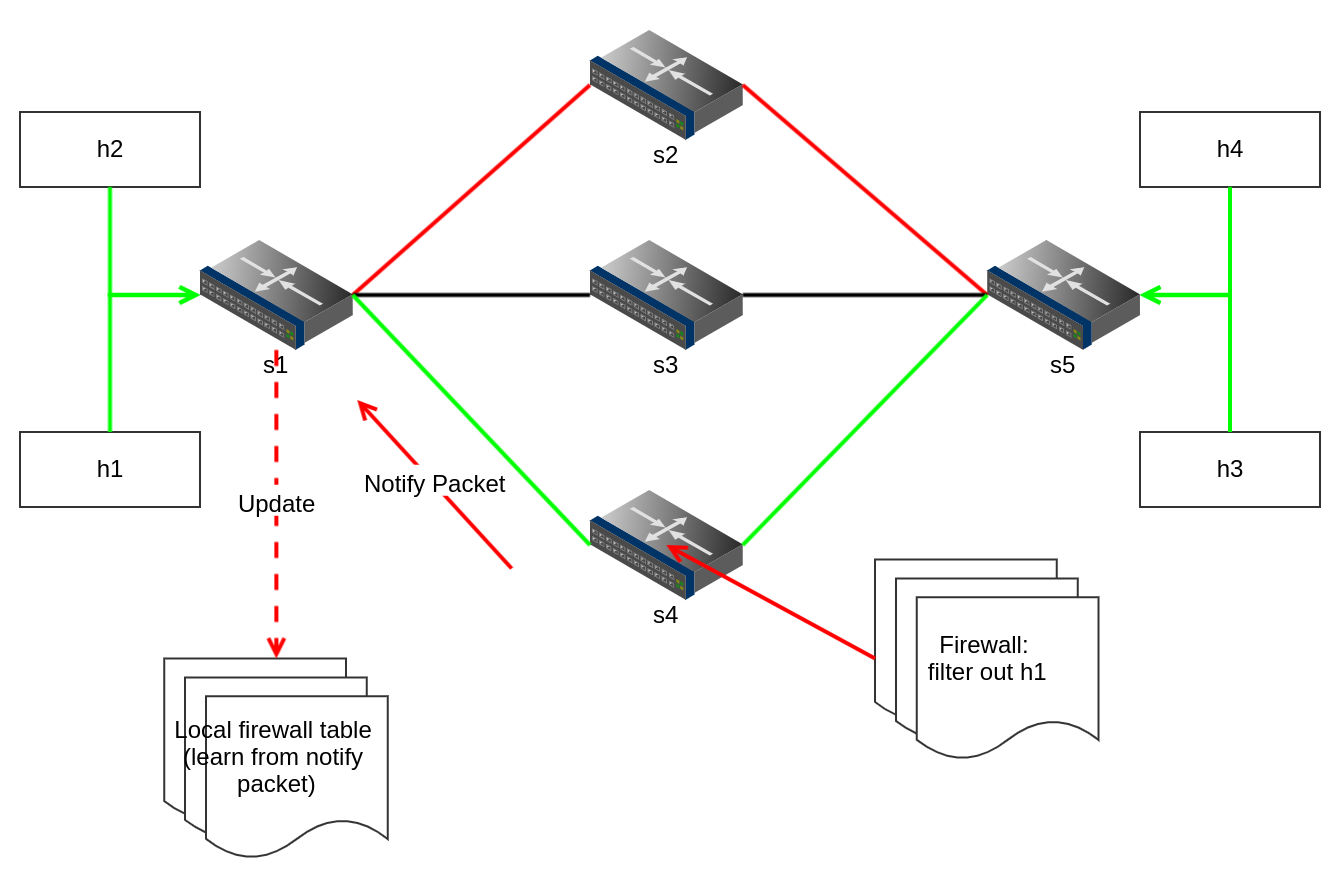 h2
h4
s2
s1
s3
s5
h1
h3
Notify Packet
Update
s4
Firewall:
filter out h1
Local firewall table
(learn from notify
packet)